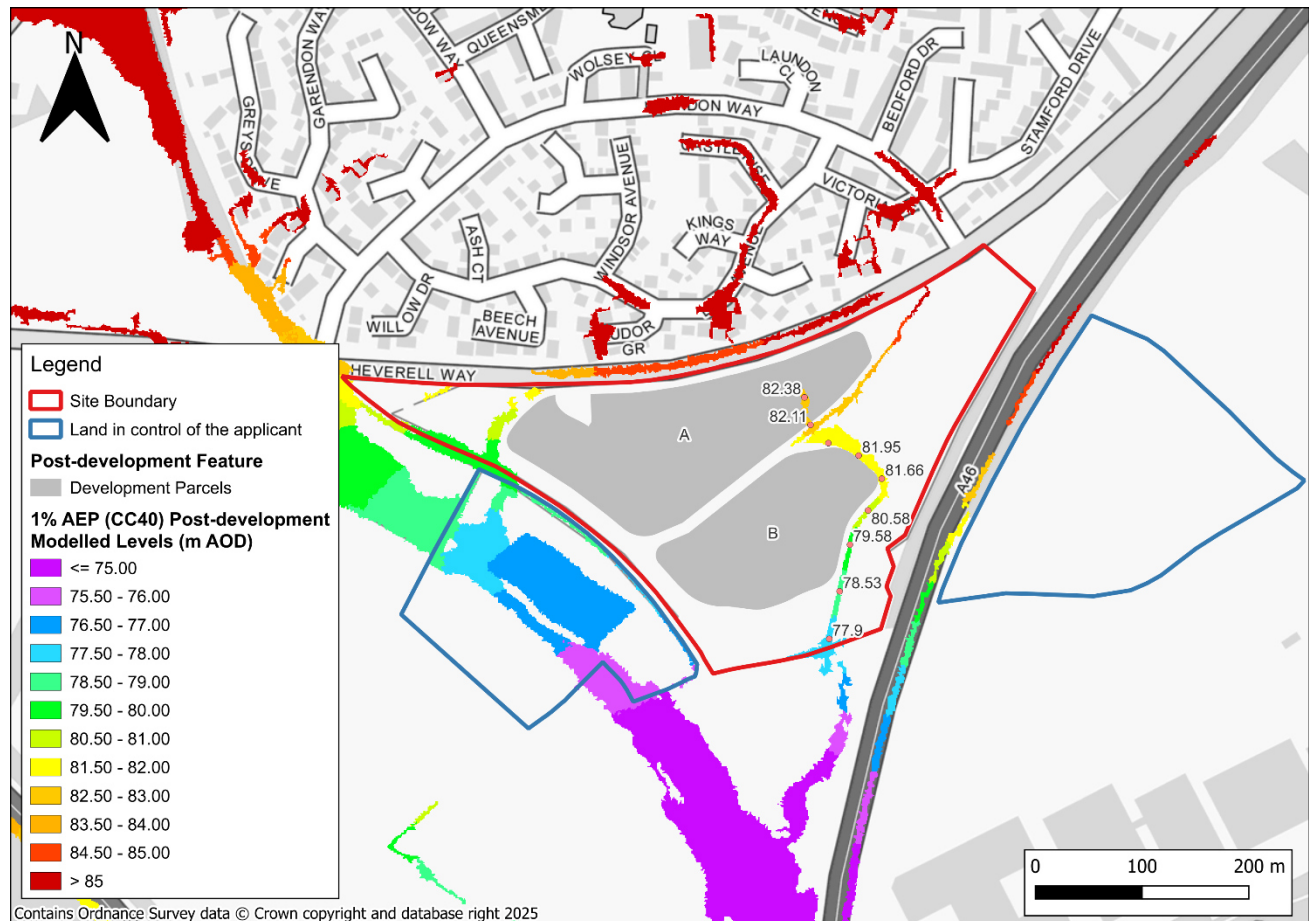 N
GREYS DRIVE
GARENDON WAY
DOW WAY
QUEENSME
WOLSEY CL
LAUNDON
CL
DON WAY
BEDFORD DR
STAMFORD DRIVE
WINDSOR AVENUE
KINGS
WAY
VICTORI
ASH CT
WILLOW DR
BEECH
AVENUE
UDOR
GR
HEVERELL WAY
A46
82.38
82.11
81.95
81.66
80.58
79.58
78.53
77.9
A
B
Legend
Site Boundary
Land in control of the applicant
Post-development Feature
Development Parcels
1% AEP (CC40) Post-development
Modelled Levels (m AOD)
<= 75.00
75.50 - 76.00
76.50 - 77.00
77.50 - 78.00
78.50 - 79.00
79.50 - 80.00
80.50 - 81.00
81.50 - 82.00
82.50 - 83.00
83.50 - 84.00
84.50 - 85.00
> 85
0 100 200 m
Contains Ordnance Survey data © Crown copyright and database right 2025